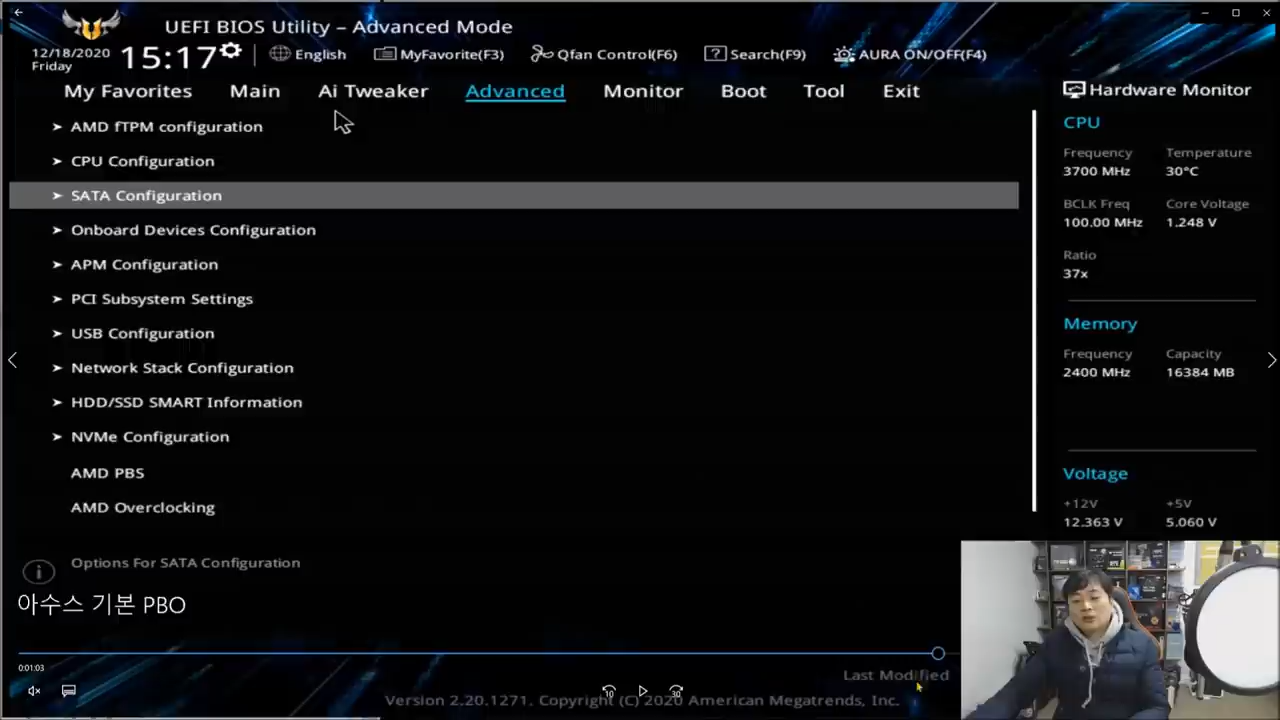 UEFI BIOS Utility – Advanced Mode
12/18/2020
Friday
15:17
English
MyFavorite(F3)
Qfan Control(F6)
Search(F9)
AURA ON/OFF(F4)
My Favorites
Main
Ai Tweaker
Advanced
Monitor
Boot
Tool
Exit
Hardware Monitor
AMD fTPM configuration
CPU Configuration
SATA Configuration
Onboard Devices Configuration
APM Configuration
PCI Subsystem Settings
USB Configuration
Network Stack Configuration
HDD/SSD SMART Information
NVMe Configuration
AMD PBS
AMD Overclocking
CPU
Frequency Temperature
3700 MHz 30°C
BCLK Freq Core Voltage
100.00 MHz 1.248 V
Ratio
37x
Memory
Frequency Capacity
2400 MHz 16384 MB
Voltage
+12V +5V
12.363 V 5.060 V
Options For SATA Configuration
아수스 기본 PBO
0:01:03
10
30
Last Modified
Version 2.20.1271. Copyright (C) 2020 American Megatrends, Inc.